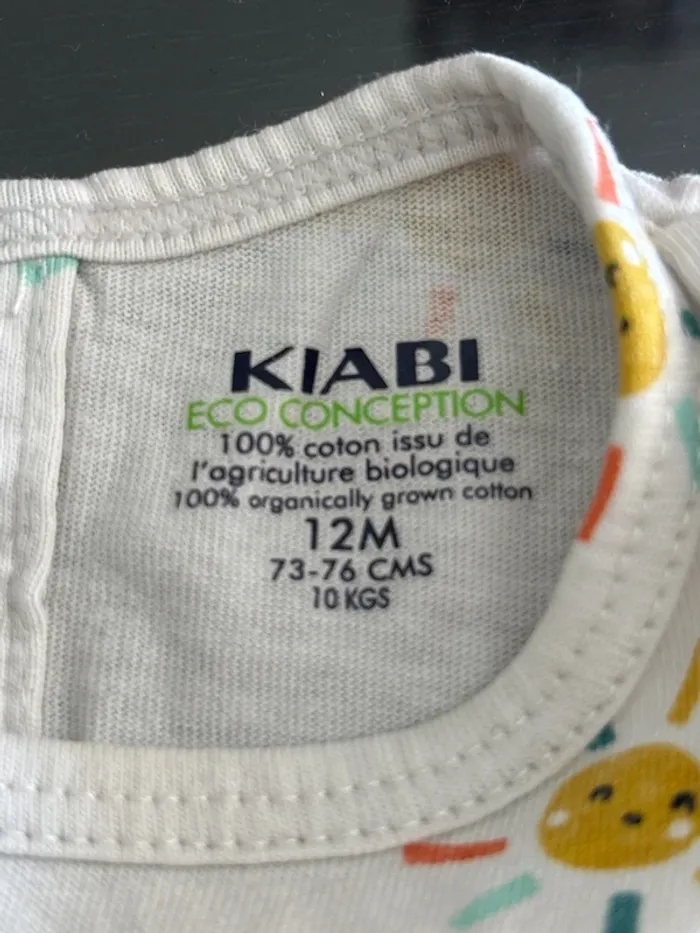 KIABI
ECO CONCEPTION
100% coton issu de
l'agriculture biologique
100% organically grown cotton
12M
73-76 CMS
10 KGS